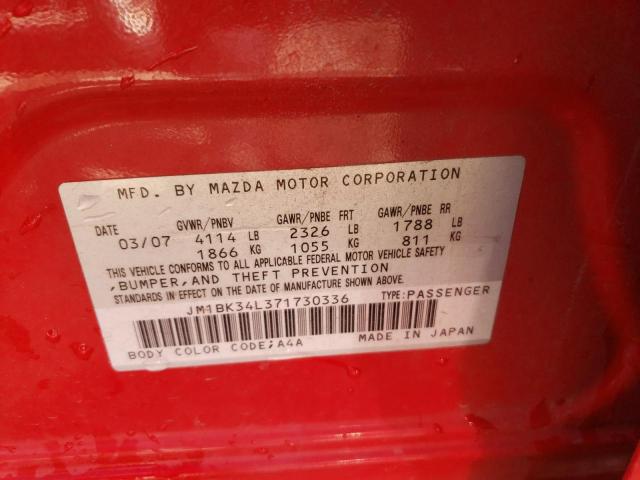 MFD. BY MAZDA MOTOR CORPORATION
DATE GVWR/PNBV GAWR/PNBE FRT GAWR/PNBE RR
03/07 4114 LB 2326 LB 1788 LB
1866 KG 1055 KG 811 KG
THIS VEHICLE CONFORMS TO ALL APPLICABLE FEDERAL MOTOR VEHICLE SAFETY
,BUMPER,AND THEFT PREVENTION
STANDARDS IN EFFECT ON THE DATE OF MANUFACTURE SHOWN ABOVE.
JM1BK34L371730336 TYPE:PASSENGER
BODY COLOR CODE;A4A MADE IN JAPAN